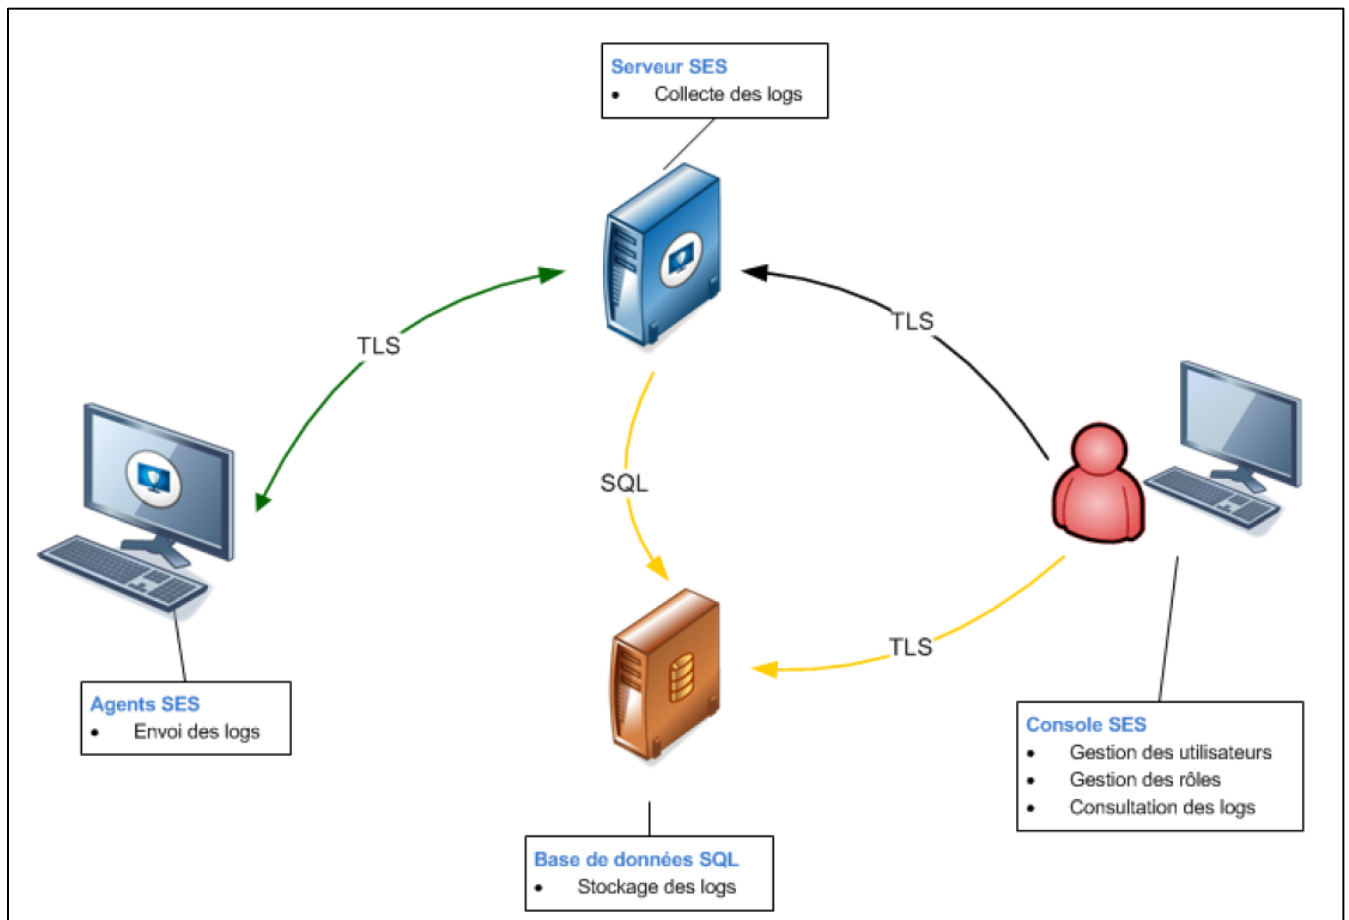 Serveur SES
• Collecte des logs
TLS
TLS
SQL
TLS
Agents SES
• Envoi des logs
Console SES
• Gestion des utilisateurs
• Gestion des rôles
• Consultation des logs
Base de données SQL
• Stockage des logs